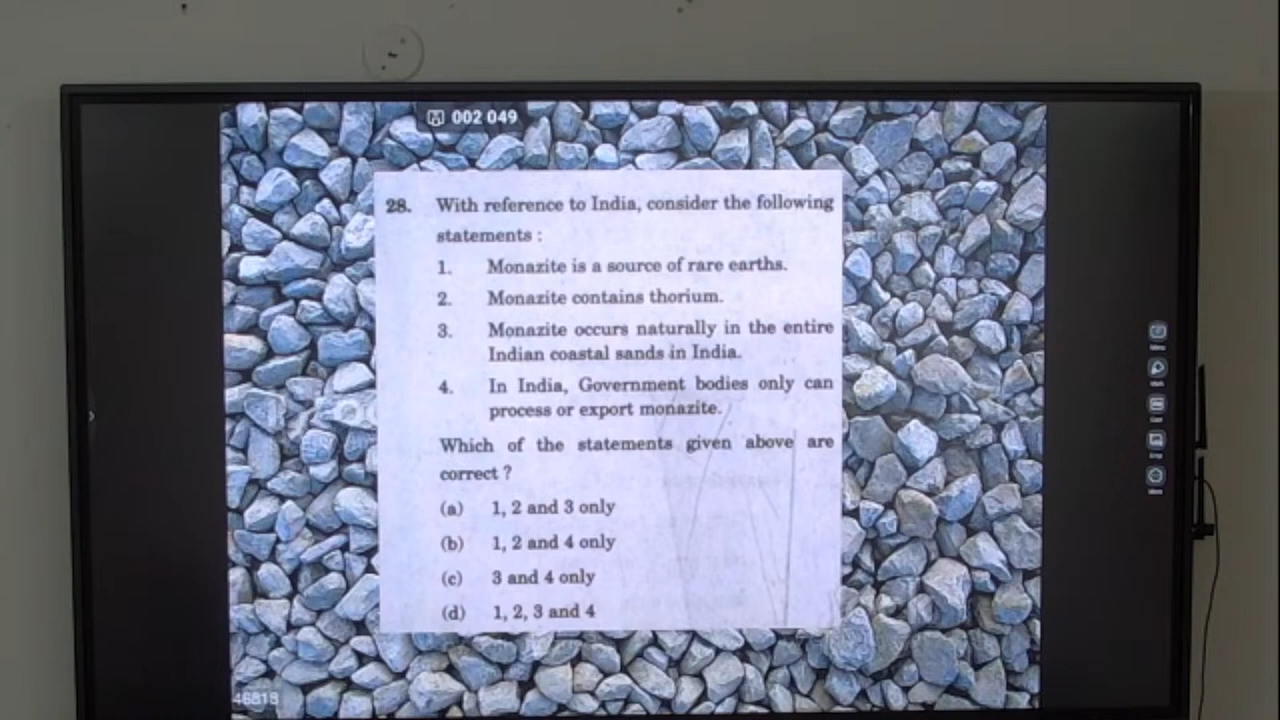 002 049
28. With reference to India, consider the following
statements :
1. Monazite is a source of rare earths.
2. Monazite contains thorium.
3. Monazite occurs naturally in the entire
Indian coastal sands in India.
4. In India, Government bodies only can
process or export monazite.
Which of the statements given above are
correct ?
(a) 1, 2 and 3 only
(b) 1, 2 and 4 only
(c) 3 and 4 only
(d) 1, 2, 3 and 4
46818